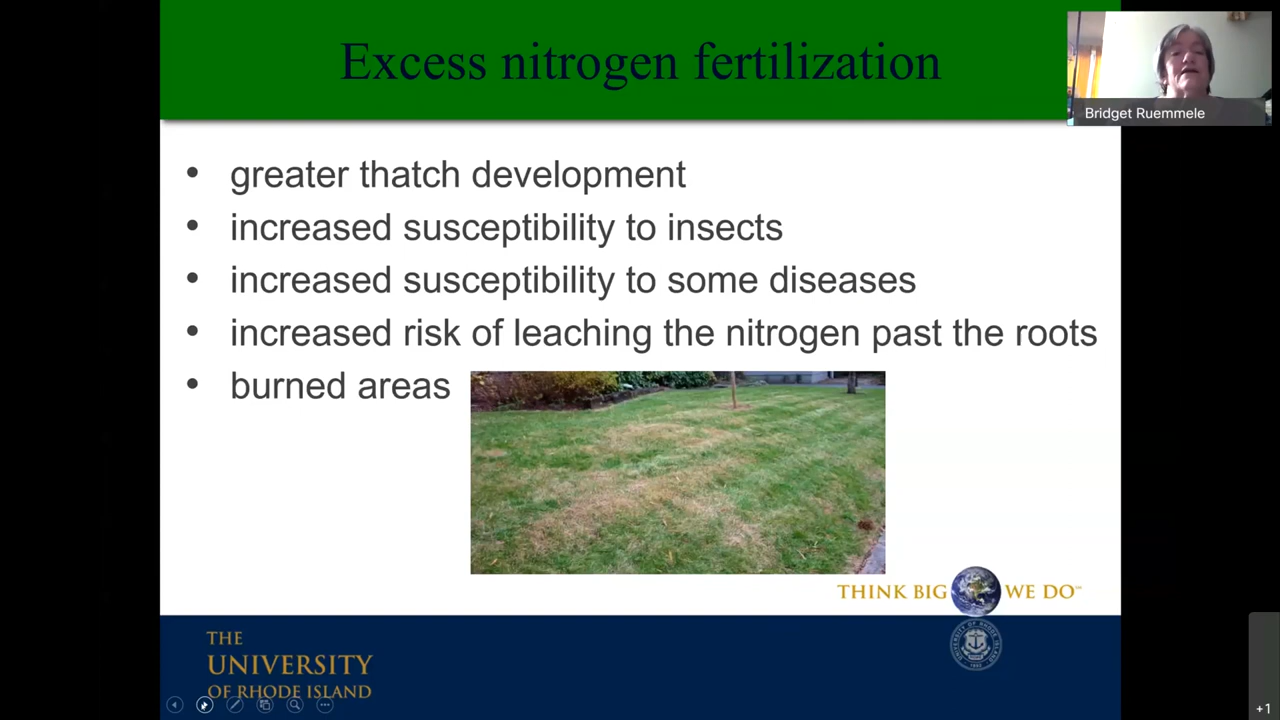 Excess nitrogen fertilization
Bridget Ruemmele
• greater thatch development
• increased susceptibility to insects
• increased susceptibility to some diseases
• increased risk of leaching the nitrogen past the roots
• burned areas
THINK BIG WE DO℠
THE
UNIVERSITY
OF RHODE ISLAND
+1